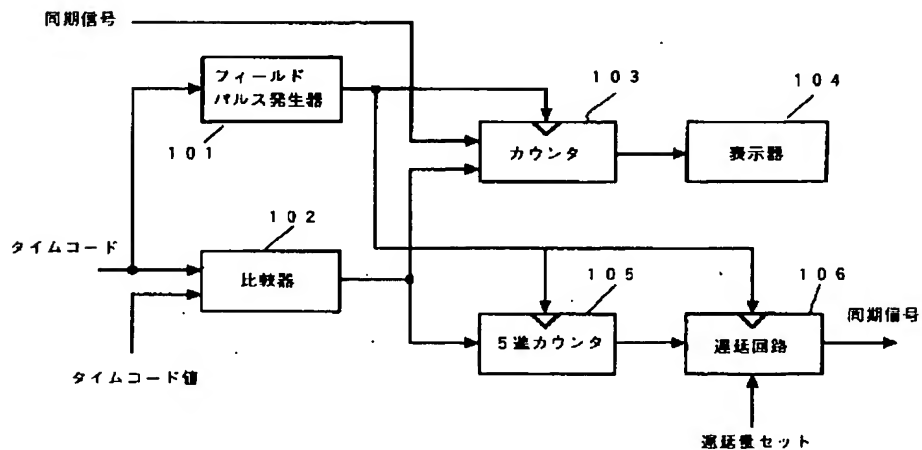 同期信号
フィールド
パルス発生器
101
103
カウンタ
104
表示器
タイムコード
102
比較器
タイムコード値
105
5進カウンタ
106
遅延回路
同期信号
遅延量セット